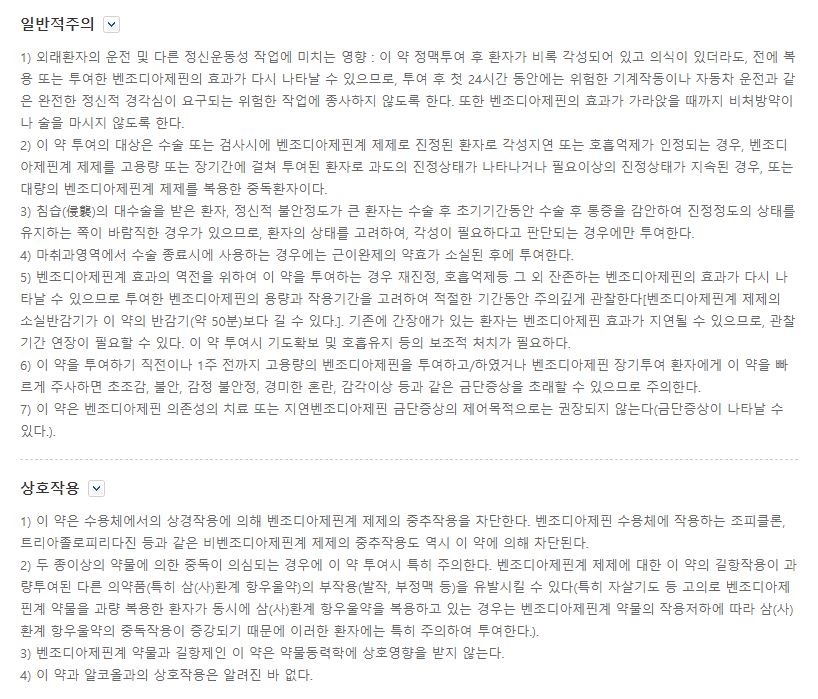 일반적주의
1) 외래환자의 운전 및 다른 정신운동성 작업에 미치는 영향 : 이 약 정맥투여 후 환자가 비록 각성되어 있고 의식이 있더라도, 전에 복
용 또는 투여한 벤조디아제핀의 효과가 다시 나타날 수 있으므로, 투여 후 첫 24시간 동안에는 위험한 기계작동이나 자동차 운전과 같
은 완전한 정신적 경각심이 요구되는 위험한 작업에 종사하지 않도록 한다. 또한 벤조디아제핀의 효과가 가라앉을 때까지 비처방약이
나 술을 마시지 않도록 한다.
2) 이 약 투여의 대상은 수술 또는 검사시에 벤조디아제핀계 제제로 진정된 환자로 각성지연 또는 호흡억제가 인정되는 경우, 벤조디
아제핀계 제제를 고용량 또는 장기간에 걸쳐 투여된 환자로 과도의 진정상태가 나타나거나 필요이상의 진정상태가 지속된 경우, 또는
대량의 벤조디아제핀계 제제를 복용한 중독환자이다.
3) 침습(侵襲)의 대수술을 받은 환자, 정신적 불안정도가 큰 환자는 수술 후 초기기간동안 수술 후 통증을 감안하여 진정정도의 상태를
유지하는 쪽이 바람직한 경우가 있으므로, 환자의 상태를 고려하여, 각성이 필요하다고 판단되는 경우에만 투여한다.
4) 마취과영역에서 수술 종료시에 사용하는 경우에는 근이완제의 약효가 소실된 후에 투여한다.
5) 벤조디아제핀계 효과의 역전을 위하여 이 약을 투여하는 경우 재진정, 호흡억제등 그 외 잔존하는 벤조디아제핀의 효과가 다시 나
타날 수 있으므로 투여한 벤조디아제핀의 용량과 작용기간을 고려하여 적절한 기간동안 주의깊게 관찰한다[벤조디아제핀계 제제의
소실반감기가 이 약의 반감기(약 50분)보다 길 수 있다.]. 기존에 간장애가 있는 환자는 벤조디아제핀 효과가 지연될 수 있으므로, 관찰
기간 연장이 필요할 수 있다. 이 약 투여시 기도확보 및 호흡유지 등의 보조적 처치가 필요하다.
6) 이 약을 투여하기 직전이나 1주 전까지 고용량의 벤조디아제핀을 투여하고/하였거나 벤조디아제핀 장기투여 환자에게 이 약을 빠
르게 주사하면 초조감, 불안, 감정 불안정, 경미한 혼란, 감각이상 등과 같은 금단증상을 초래할 수 있으므로 주의한다.
7) 이 약은 벤조디아제핀 의존성의 치료 또는 지연벤조디아제핀 금단증상의 제어목적으로는 권장되지 않는다(금단증상이 나타날 수
있다.).
상호작용
1) 이 약은 수용체에서의 상경작용에 의해 벤조디아제핀계 제제의 중추작용을 차단한다. 벤조디아제핀 수용체에 작용하는 조피클론,
트리아졸로피리다진 등과 같은 비벤조디아제핀계 제제의 중추작용도 역시 이 약에 의해 차단된다.
2) 두 종이상의 약물에 의한 중독이 의심되는 경우에 이 약 투여시 특히 주의한다. 벤조디아제핀계 제제에 대한 이 약의 길항작용이 과
량투여된 다른 의약품(특히 삼(사)환계 항우울약)의 부작용(발작, 부정맥 등)을 유발시킬 수 있다(특히 자살기도 등 고의로 벤조디아제
핀계 약물을 과량 복용한 환자가 동시에 삼(사)환계 항우울약을 복용하고 있는 경우는 벤조디아제핀계 약물의 작용저하에 따라 삼(사)
환계 항우울약의 중독작용이 증강되기 때문에 이러한 환자에는 특히 주의하여 투여한다.).
3) 벤조디아제핀계 약물과 길항제인 이 약은 약물동력학에 상호영향을 받지 않는다.
4) 이 약과 알코올과의 상호작용은 알려진 바 없다.